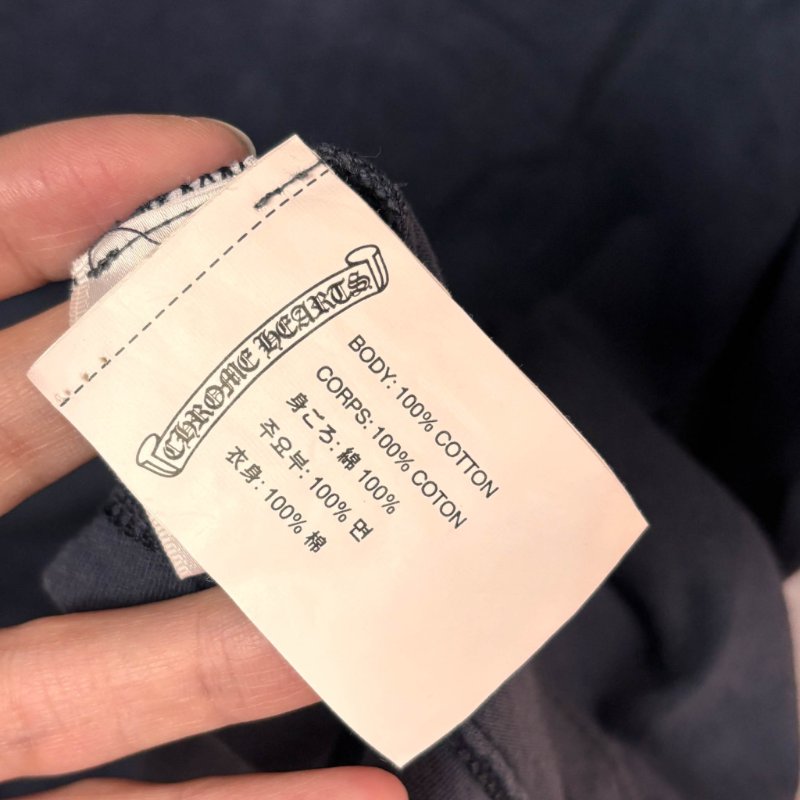 CHROME HEARTS
BODY: 100% COTTON
CORPS: 100% COTON
身ごろ: 綿 100%
주요부: 100% 면
衣身: 100% 棉